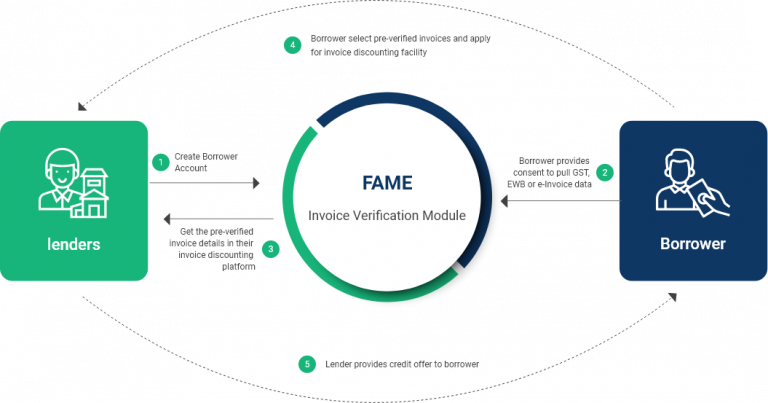 4
Borrower select pre-verified invoices and apply
for invoice discounting facility
lenders
1
Create Borrower
Account
Get the pre-verified
invoice details in their
invoice discounting
platform
3
FAME
Invoice Verification Module
Borrower provides
consent to pull GST,
EWB or e-Invoice data
2
Borrower
5
Lender provides credit offer to borrower